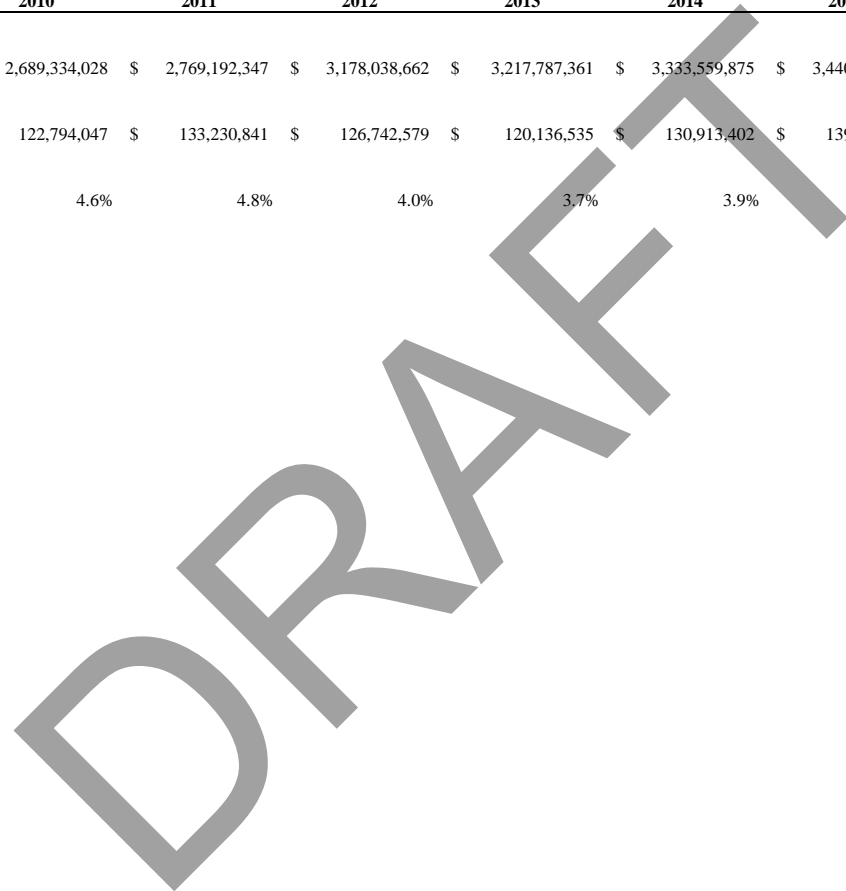 2010 2011 2012 2013 2014
2,689,334,028 $ 2,769,192,347 $ 3,178,038,662 $ 3,217,787,361 $ 3,333,559,875 $
122,794,047 $ 133,230,841 $ 126,742,579 $ 120,136,535 $ 130,913,402 $
4.6% 4.8% 4.0% 3.7% 3.9%
DRAFT